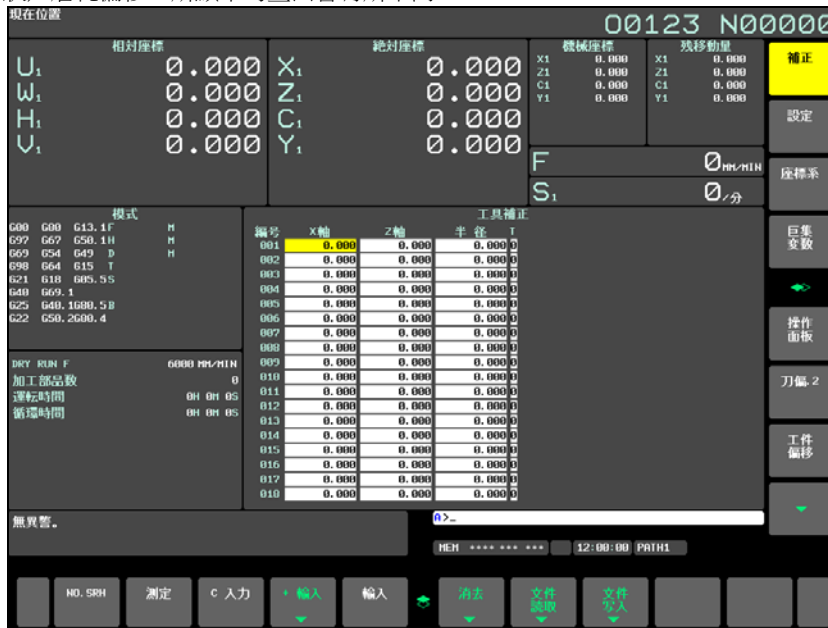 現在位置
O0123 N00000
相対座標
U1 0.000
W1 0.000
H1 0.000
V1 0.000
絶対座標
X1 0.000
Z1 0.000
C1 0.000
Y1 0.000
機械座標
X1 0.000
Z1 0.000
C1 0.000
Y1 0.000
残移動量
X1 0.000
Z1 0.000
C1 0.000
Y1 0.000
F 0MM/MIN
S1 0/分
模式
G00 G80 G13.1F M
G97 G67 G50.1H M
G69 G54 G49 D M
G98 G64 G15 T
G21 G18 G05.5S
G40 G69.1
G25 G40.1G80.5B
G22 G50.2G00.4
DRY RUN F 6000 MM/MIN
加工部品数 0
運転時間 0H 0M 0S
循環時間 0H 0M 0S
工具補正
編号 X軸 Z軸 半 径 T
001 0.000 0.000 0.000 0
002 0.000 0.000 0.000 0
003 0.000 0.000 0.000 0
004 0.000 0.000 0.000 0
005 0.000 0.000 0.000 0
006 0.000 0.000 0.000 0
007 0.000 0.000 0.000 0
008 0.000 0.000 0.000 0
009 0.000 0.000 0.000 0
010 0.000 0.000 0.000 0
011 0.000 0.000 0.000 0
012 0.000 0.000 0.000 0
013 0.000 0.000 0.000 0
014 0.000 0.000 0.000 0
015 0.000 0.000 0.000 0
016 0.000 0.000 0.000 0
017 0.000 0.000 0.000 0
018 0.000 0.000 0.000 0
無異警。
A>_
MEM **** *** *** 12:00:00 PATH1
補正
設定
座標系
巨集
変数
操作
面板
刀偏.2
工件
偏移
NO.SRH 測定 C 入力 + 輸入 輸入 消去 文件 文件
読取 写入